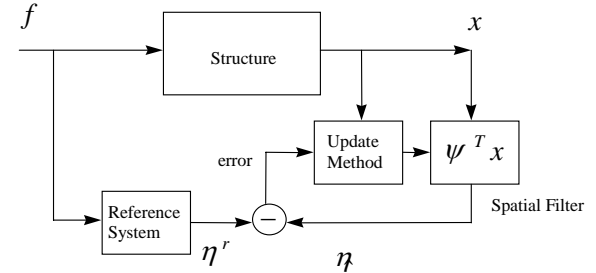 f
x
Structure
Update
Method
ψ ᵀ x
error
Spatial Filter
Reference
System
−
η ʳ
η